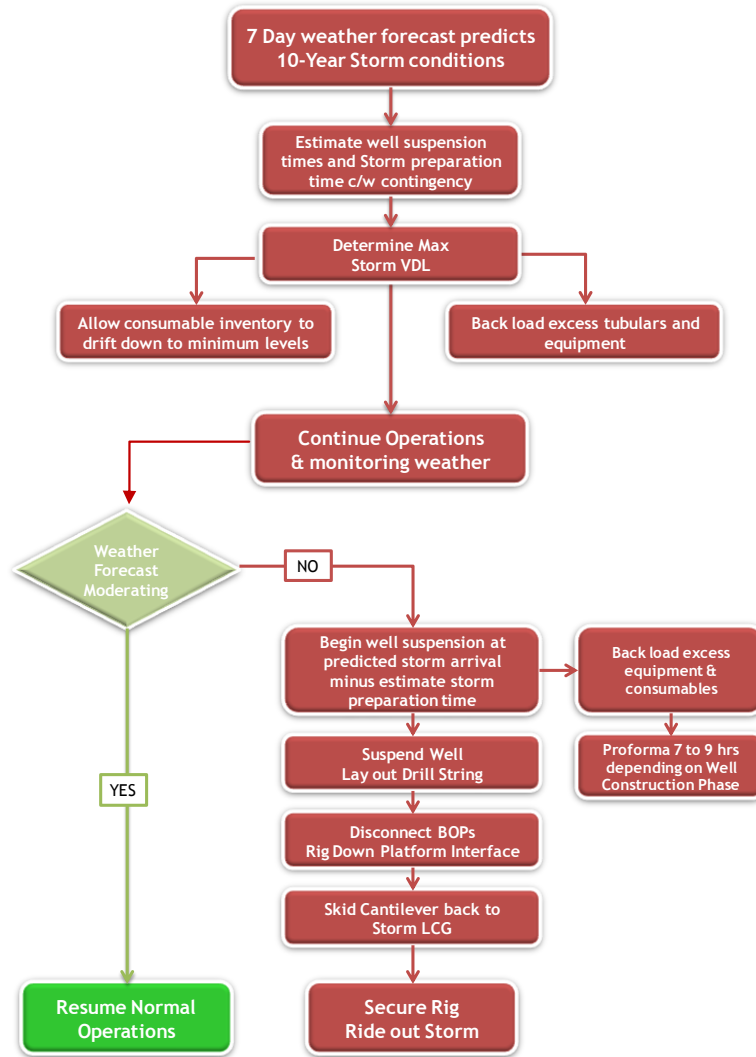 7 Day weather forecast predicts
10-Year Storm conditions
Estimate well suspension
times and Storm preparation
time c/w contingency
Determine Max
Storm VDL
Allow consumable inventory to
drift down to minimum levels
Back load excess tubulars and
equipment
Continue Operations
& monitoring weather
Weather
Forecast
Moderating
NO
Begin well suspension at
predicted storm arrival
minus estimate storm
preparation time
Back load excess
equipment &
consumables
Proforma 7 to 9 hrs
depending on Well
Construction Phase
Suspend Well
Lay out Drill String
YES
Disconnect BOPs
Rig Down Platform Interface
Skid Cantilever back to
Storm LCG
Resume Normal
Operations
Secure Rig
Ride out Storm